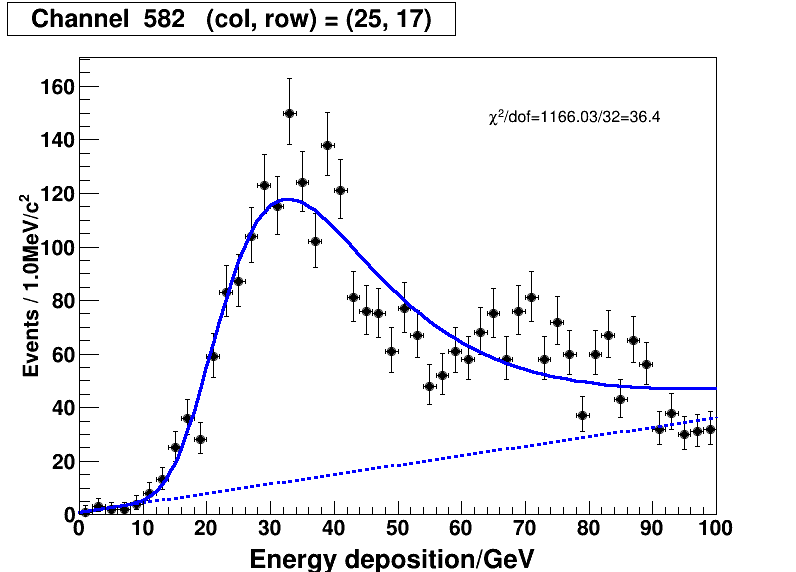 Channel 582 (col, row) = (25, 17)
χ²/dof=1166.03/32=36.4
Events / 1.0MeV/c²
160
140
120
100
80
60
40
20
0
0 10 20 30 40 50 60 70 80 90 100
Energy deposition/GeV